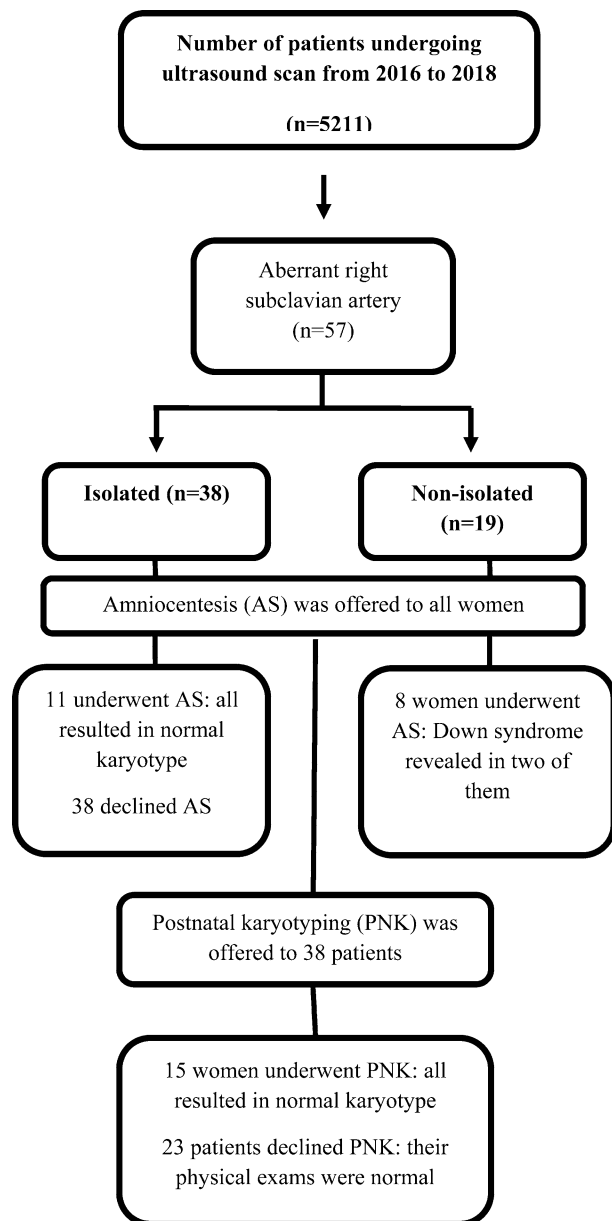 Number of patients undergoing
ultrasound scan from 2016 to 2018
(n=5211)
Aberrant right
subclavian artery
(n=57)
Isolated (n=38)
Non-isolated
(n=19)
Amniocentesis (AS) was offered to all women
11 underwent AS: all
resulted in normal
karyotype
38 declined AS
8 women underwent
AS: Down syndrome
revealed in two of
them
Postnatal karyotyping (PNK) was
offered to 38 patients
15 women underwent PNK: all
resulted in normal karyotype
23 patients declined PNK: their
physical exams were normal